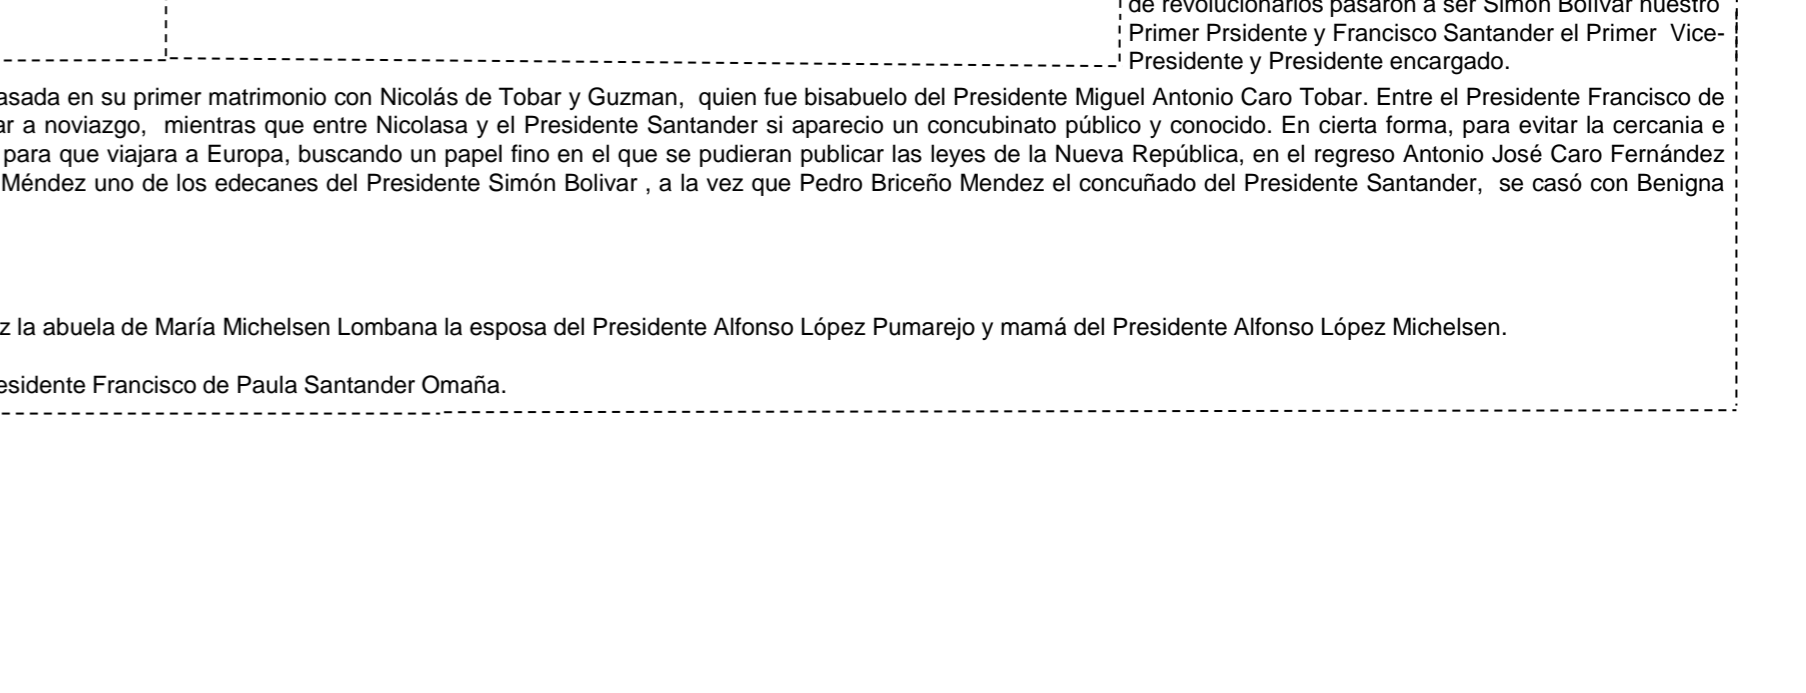 de revolucionarios pasaron a ser Simón Bolivar nuestro
Primer Prsidente y Francisco Santander el Primer Vice-
Presidente y Presidente encargado.
asada en su primer matrimonio con Nicolás de Tobar y Guzman, quien fue bisabuelo del Presidente Miguel Antonio Caro Tobar. Entre el Presidente Francisco de
ar a noviazgo, mientras que entre Nicolasa y el Presidente Santander si aparecio un concubinato público y conocido. En cierta forma, para evitar la cercania e
para que viajara a Europa, buscando un papel fino en el que se pudieran publicar las leyes de la Nueva República, en el regreso Antonio José Caro Fernández
Méndez uno de los edecanes del Presidente Simón Bolivar , a la vez que Pedro Briceño Mendez el concuñado del Presidente Santander, se casó con Benigna
z la abuela de María Michelsen Lombana la esposa del Presidente Alfonso López Pumarejo y mamá del Presidente Alfonso López Michelsen.
esidente Francisco de Paula Santander Omaña.